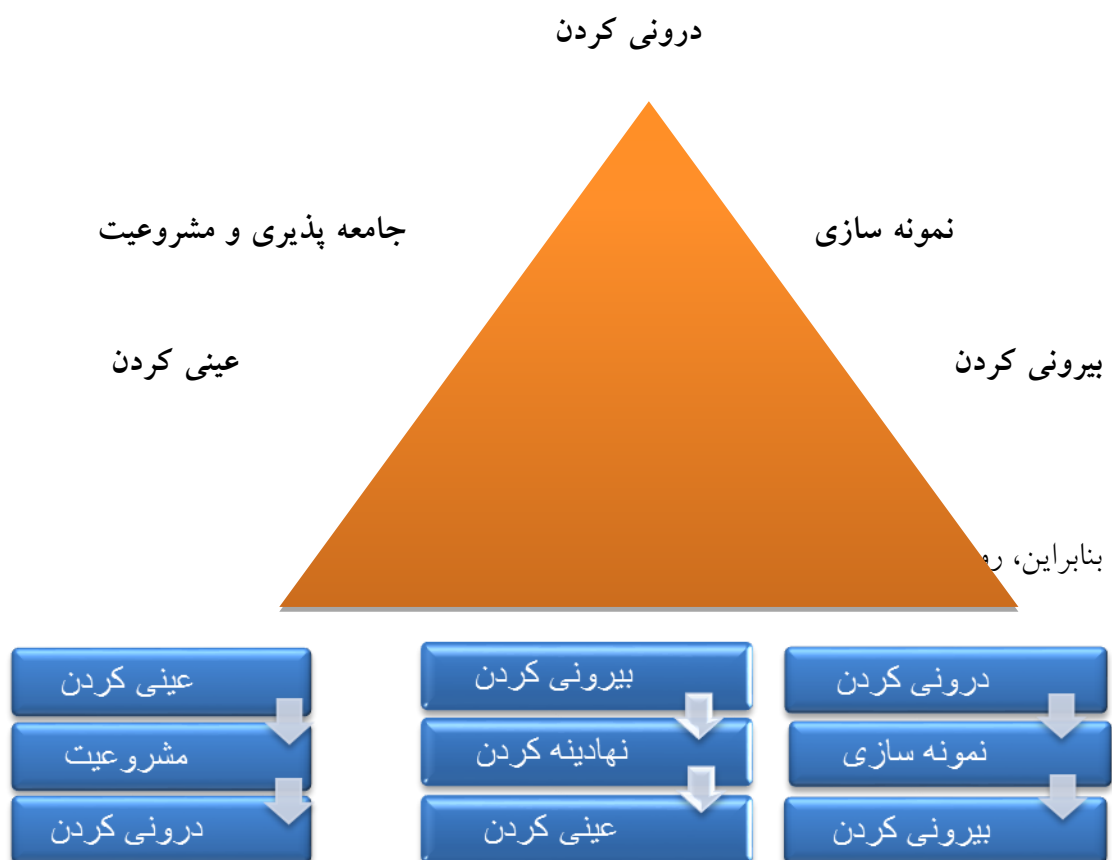 درونی کردن
نمونه سازی
جامعه پذیری و مشروعیت
بیرونی کردن
عینی کردن
بنابراین،
درونی کردن
نمونه سازی
بیرونی کردن
بیرونی کردن
نهادینه کردن
عینی کردن
عینی کردن
مشروعیت
درونی کردن